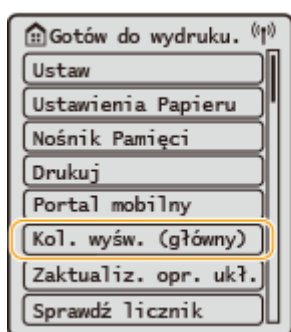 Gotów do wydruku.
Ustaw
Ustawienia Papieru
Nośnik Pamięci
Drukuj
Portal mobilny
Kol. wyśw. (główny)
Zaktualiz. opr. ukł.
Sprawdź licznik